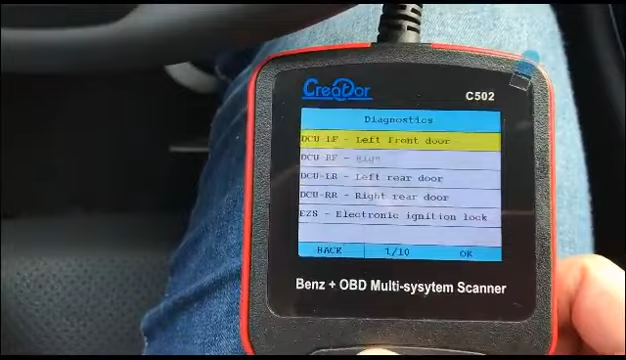 CreaTor
C502
Diagnostics
DCU-LF - Left front door
DCU-RF - Righ
DCU-LR - Left rear door
DCU-RR - Right rear door
EZS - Electronic ignition lock
BACK 1/10 OK
Benz + OBD Multi-sysytem Scanner